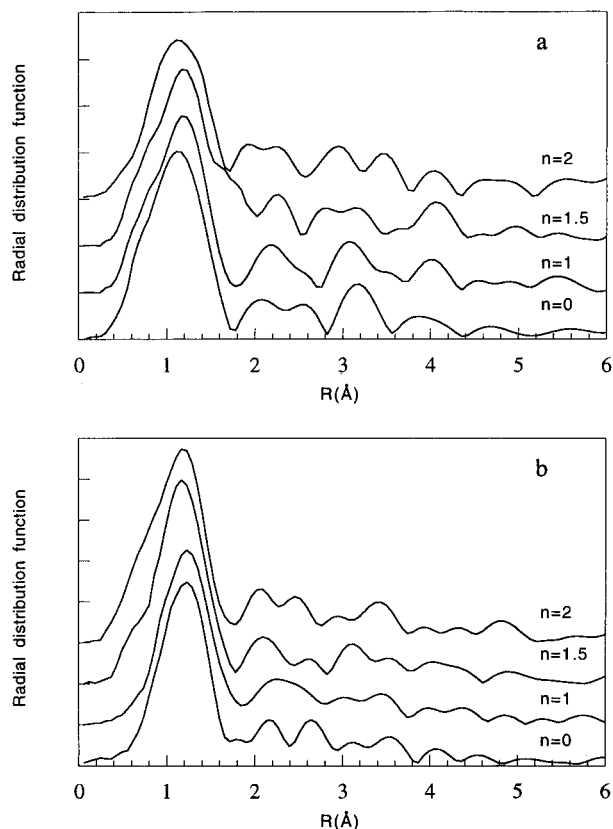 a
Radial distribution function
n=2
n=1.5
n=1
n=0
0 1 2 3 4 5 6
R(Å)
b
Radial distribution function
n=2
n=1.5
n=1
n=0
0 1 2 3 4 5 6
R(Å)